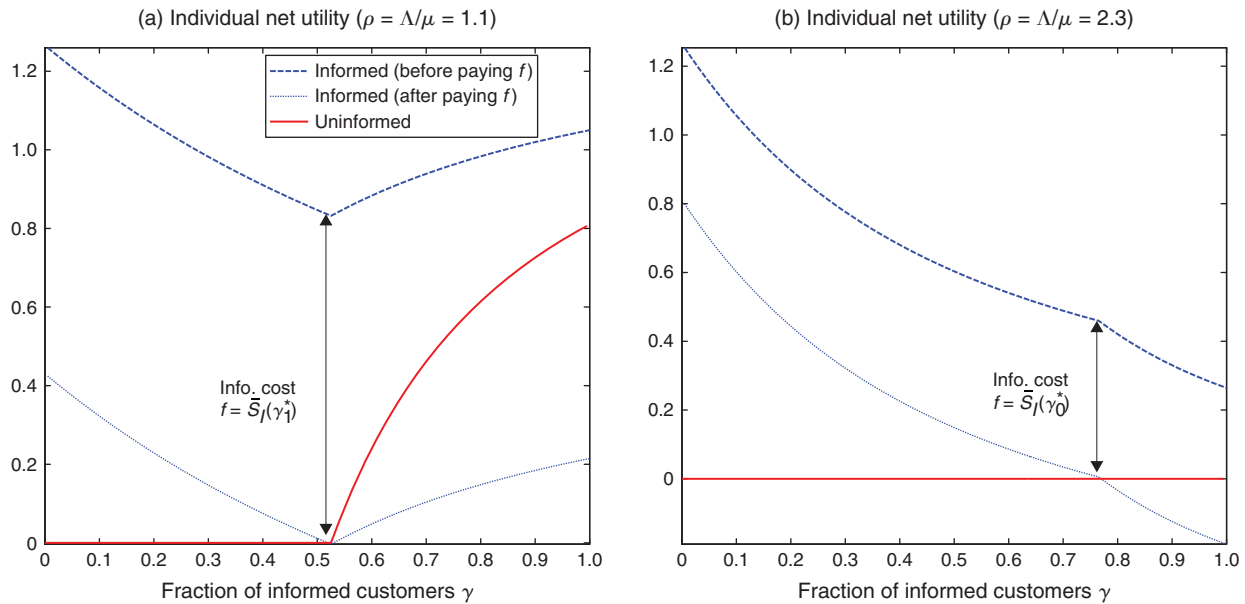 (a) Individual net utility (ρ = Λ/μ = 1.1)
1.2
1.0
0.8
0.6
0.4
0.2
0
Informed (before paying f)
Informed (after paying f)
Uninformed
Info. cost
f = S̄_I(γ*_1)
0 0.1 0.2 0.3 0.4 0.5 0.6 0.7 0.8 0.9 1.0
Fraction of informed customers γ
(b) Individual net utility (ρ = Λ/μ = 2.3)
1.2
1.0
0.8
0.6
0.4
0.2
0
Info. cost
f = S̄_I(γ*_0)
0 0.1 0.2 0.3 0.4 0.5 0.6 0.7 0.8 0.9 1.0
Fraction of informed customers γ